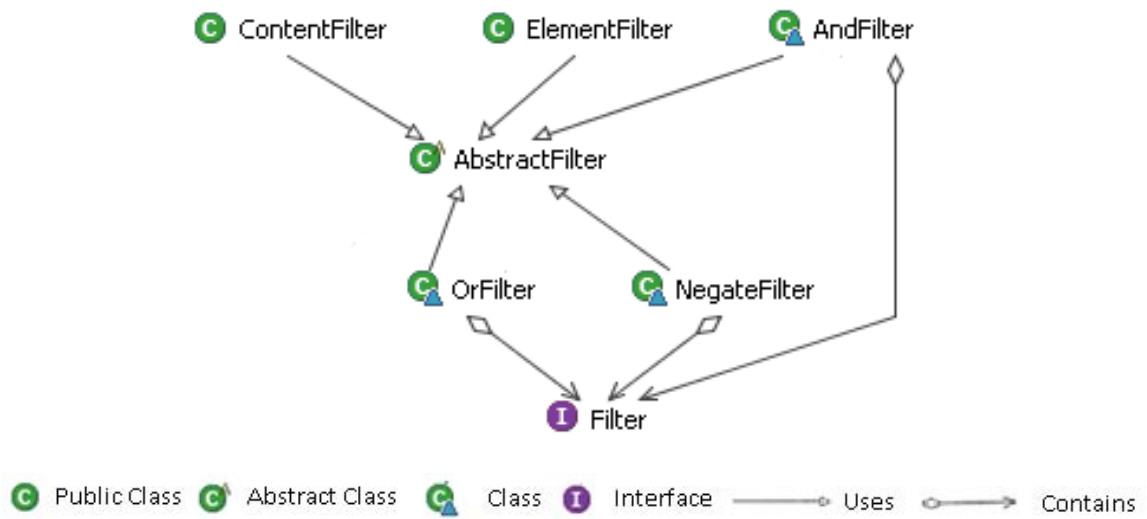 C ContentFilter C ElementFilter C AndFilter
C A AbstractFilter
C OrFilter C NegateFilter
I Filter
C Public Class C A Abstract Class C Class I Interface Uses Contains